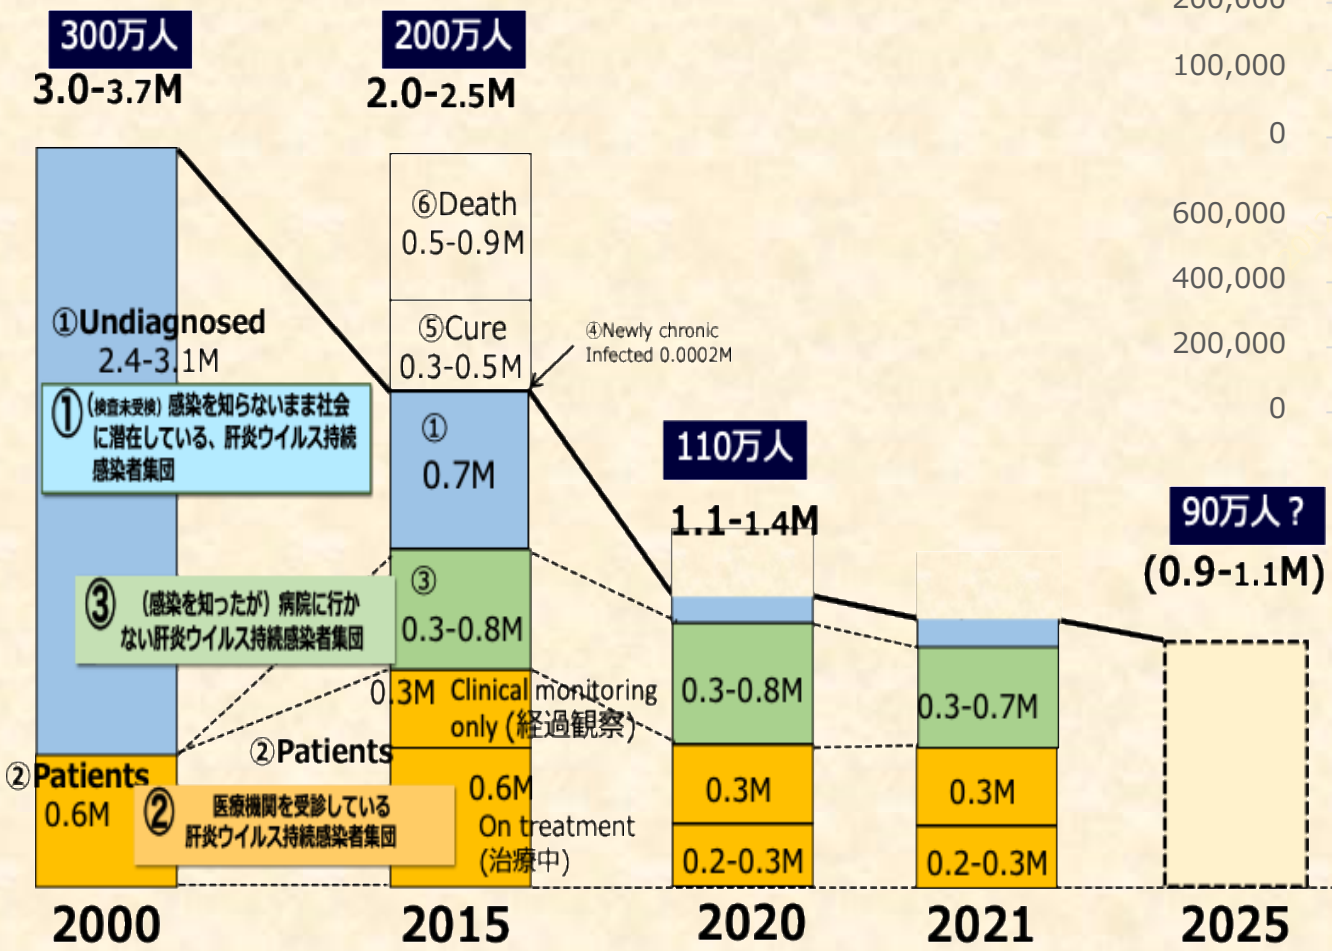 300万人
3.0-3.7M
200万人
2.0-2.5M
⑥Death
0.5-0.9M
⑤Cure
0.3-0.5M
④Newly chronic
Infected 0.0002M
①Undiagnosed
2.4-3.1M
① (検査未受検) 感染を知らないまま社会
に潜在している、肝炎ウイルス持続
感染者集団
①
0.7M
③ (感染を知ったが) 病院に行か
ない肝炎ウイルス持続感染者集団
③
0.3-0.8M
0.3M Clinical monitoring
only (経過観察)
②Patients
②Patients
0.6M
② 医療機関を受診している
肝炎ウイルス持続感染者集団
0.6M
On treatment
(治療中)
110万人
1.1-1.4M
0.3-0.8M
0.3M
0.2-0.3M
0.3-0.7M
0.3M
0.2-0.3M
90万人？
(0.9-1.1M)
200,000
100,000
0
600,000
400,000
200,000
0
2000
2015
2020
2021
2025